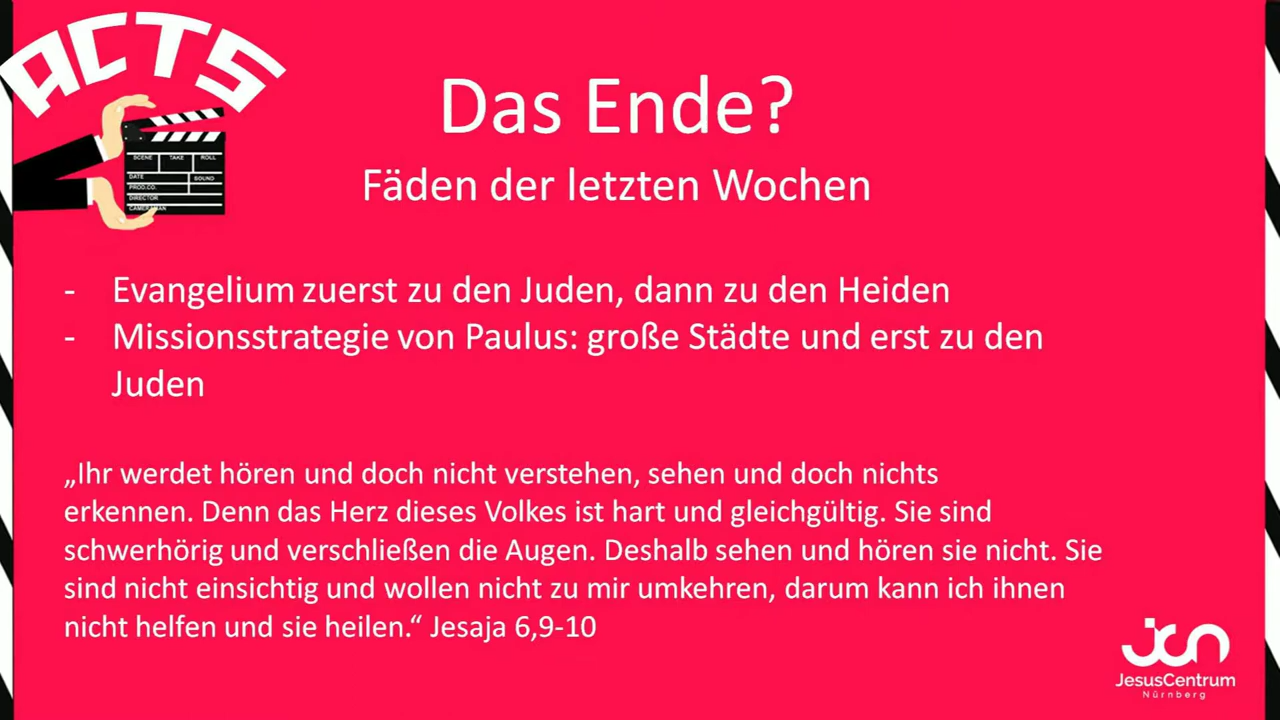 ACTS
SCENE TAKE ROLL
DATE SOUND
PROD.CO.
DIRECTOR
CAMERAMAN
Das Ende?
Fäden der letzten Wochen
- Evangelium zuerst zu den Juden, dann zu den Heiden
- Missionsstrategie von Paulus: große Städte und erst zu den
Juden
„Ihr werdet hören und doch nicht verstehen, sehen und doch nichts
erkennen. Denn das Herz dieses Volkes ist hart und gleichgültig. Sie sind
schwerhörig und verschließen die Augen. Deshalb sehen und hören sie nicht. Sie
sind nicht einsichtig und wollen nicht zu mir umkehren, darum kann ich ihnen
nicht helfen und sie heilen.“ Jesaja 6,9-10
jcn
JesusCentrum
Nürnberg